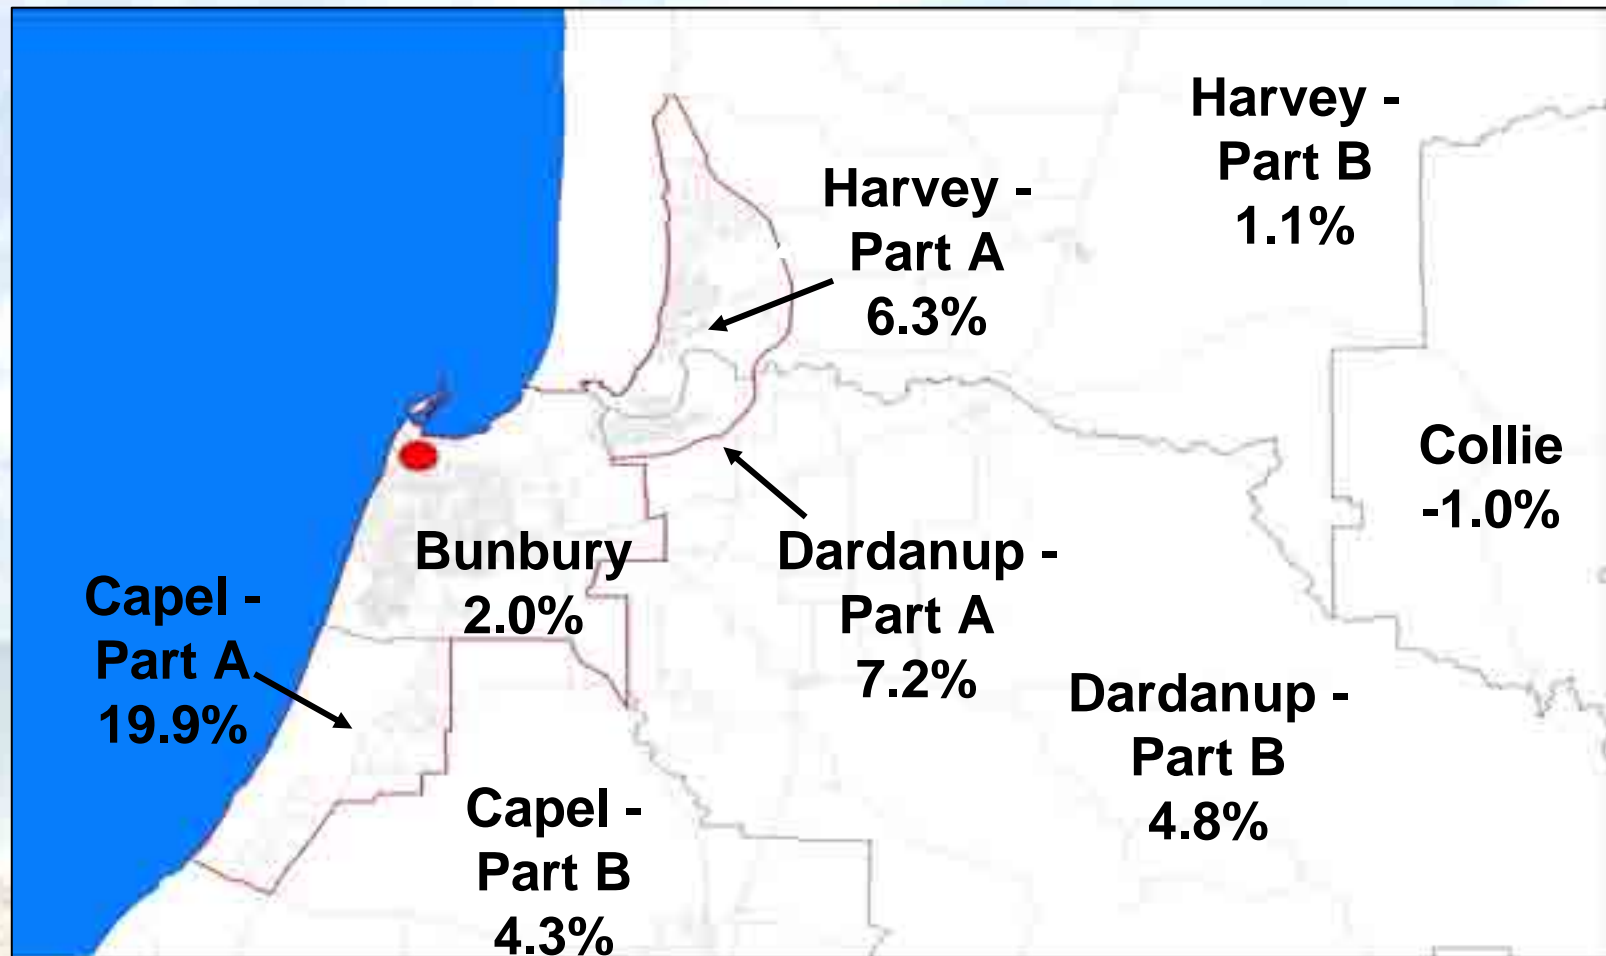 Harvey -
Part B
1.1%
Harvey -
Part A
6.3%
Collie
-1.0%
Bunbury
2.0%
Dardanup -
Part A
7.2%
Capel -
Part A
19.9%
Dardanup -
Part B
4.8%
Capel -
Part B
4.3%